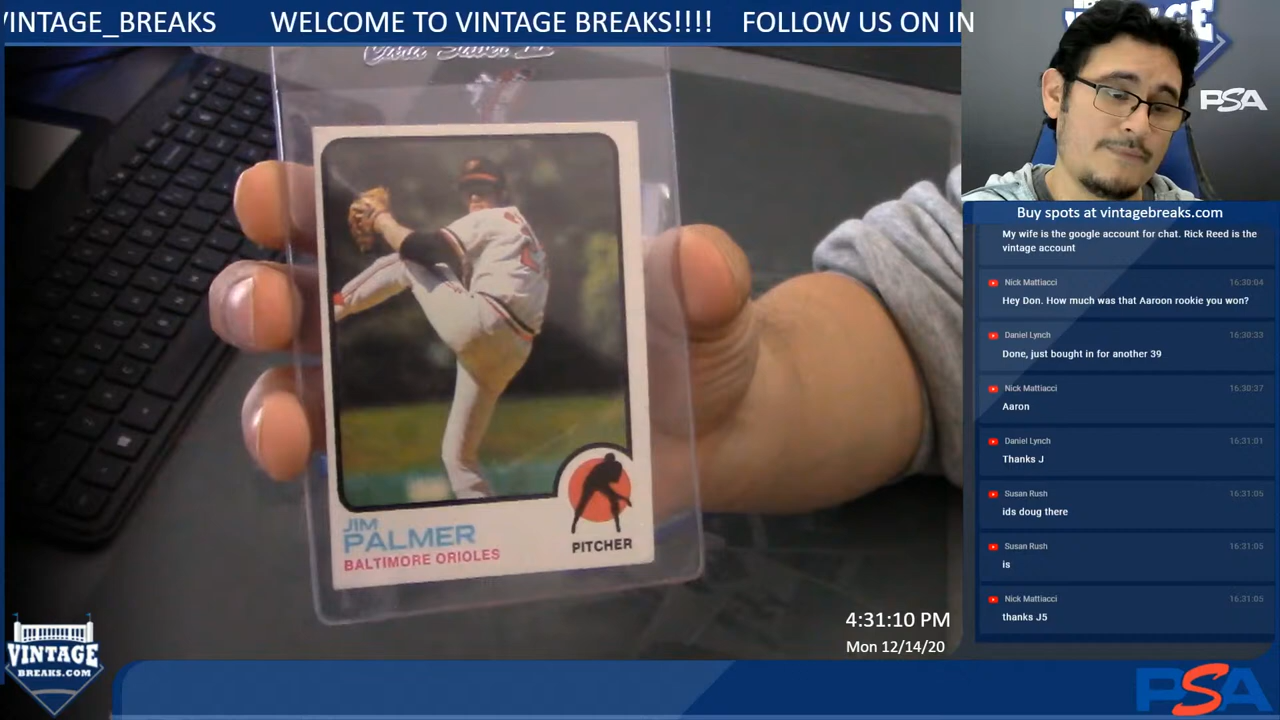 VINTAGE_BREAKS WELCOME TO VINTAGE BREAKS!!!! FOLLOW US ON IN
VINTAGE
PSA
JIM
PALMER
BALTIMORE ORIOLES
PITCHER
4:31:10 PM
Mon 12/14/20
VINTAGE
BREAKS.COM
Buy spots at vintagebreaks.com
My wife is the google account for chat. Rick Reed is the
vintage account
Nick Mattiacci 16:30:04
Hey Don. How much was that Aaroon rookie you won?
Daniel Lynch 16:30:33
Done, just bought in for another 39
Nick Mattiacci 16:30:37
Aaron
Daniel Lynch 16:31:01
Thanks J
Susan Rush 16:31:05
ids doug there
Susan Rush 16:31:05
is
Nick Mattiacci 16:31:05
thanks J5
PSA